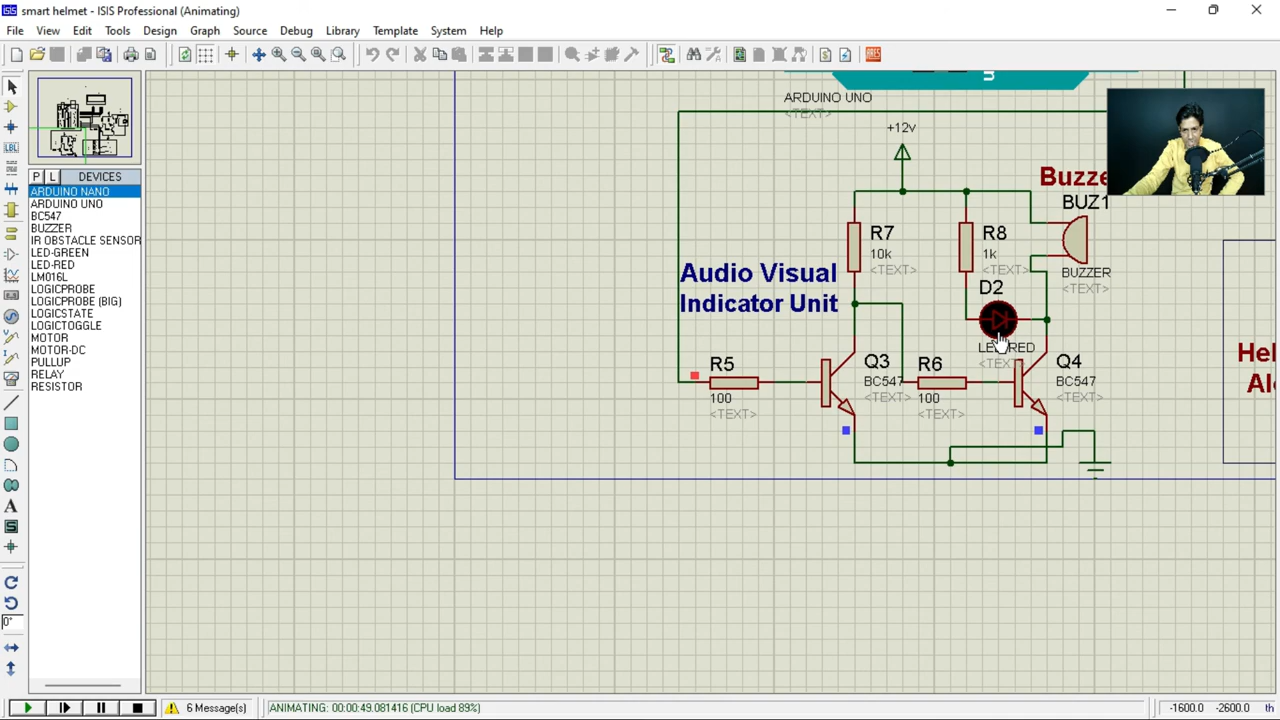 smart helmet - ISIS Professional (Animating)
File View Edit Tools Design Graph Source Debug Library Template System Help
P L DEVICES
ARDUINO NANO
ARDUINO UNO
BC547
BUZZER
IR OBSTACLE SENSOR
LED-GREEN
LED-RED
LM016L
LOGICPROBE
LOGICPROBE (BIG)
LOGICSTATE
LOGICTOGGLE
MOTOR
MOTOR-DC
PULLUP
RELAY
RESISTOR
0°
ARDUINO UNO
<TEXT>
+12v
Buzze
BUZ1
BUZZER
<TEXT>
R7
10k
<TEXT>
R8
1k
<TEXT>
D2
LED-RED
<TEXT>
Audio Visual
Indicator Unit
R5
100
<TEXT>
Q3
BC547
<TEXT>
R6
100
<TEXT>
Q4
BC547
<TEXT>
Hel
Al
6 Message(s)
ANIMATING: 00:00:49.081416 (CPU load 89%)
-1600.0 -2600.0 th